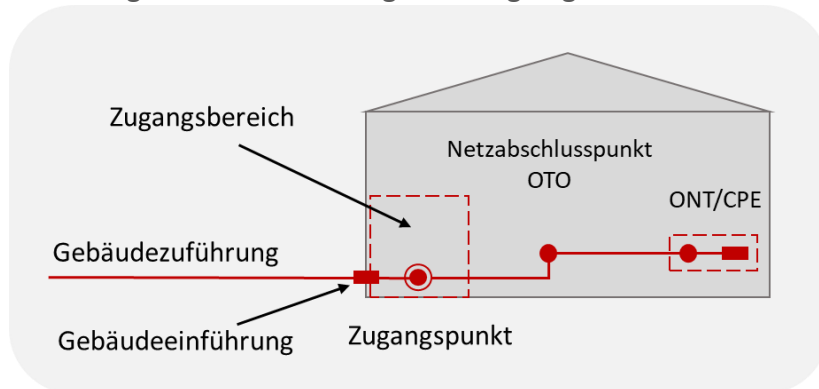 Zugangsbereich
Netzabschlusspunkt
OTO
ONT/CPE
Gebäudezuführung
Gebäudeeinführung
Zugangspunkt